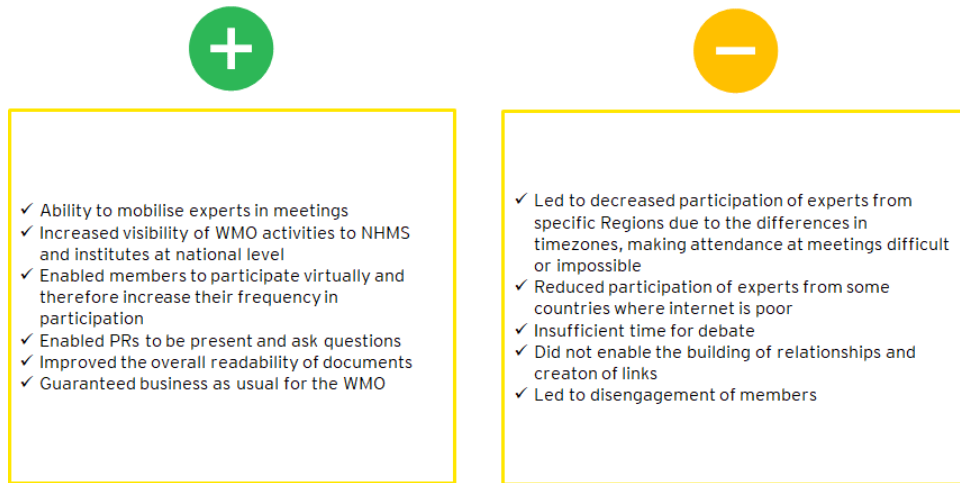 ✓ Ability to mobilise experts in meetings
✓ Increased visibility of WMO activities to NHMS
and institutes at national level
✓ Enabled members to participate virtually and
therefore increase their frequency in
participation
✓ Enabled PRs to be present and ask questions
✓ Improved the overall readability of documents
✓ Guaranteed business as usual for the WMO
✓ Led to decreased participation of experts from
specific Regions due to the differences in
timezones, making attendance at meetings difficult
or impossible
✓ Reduced participation of experts from some
countries where internet is poor
✓ Insufficient time for debate
✓ Did not enable the building of relationships and
creaton of links
✓ Led to disengagement of members